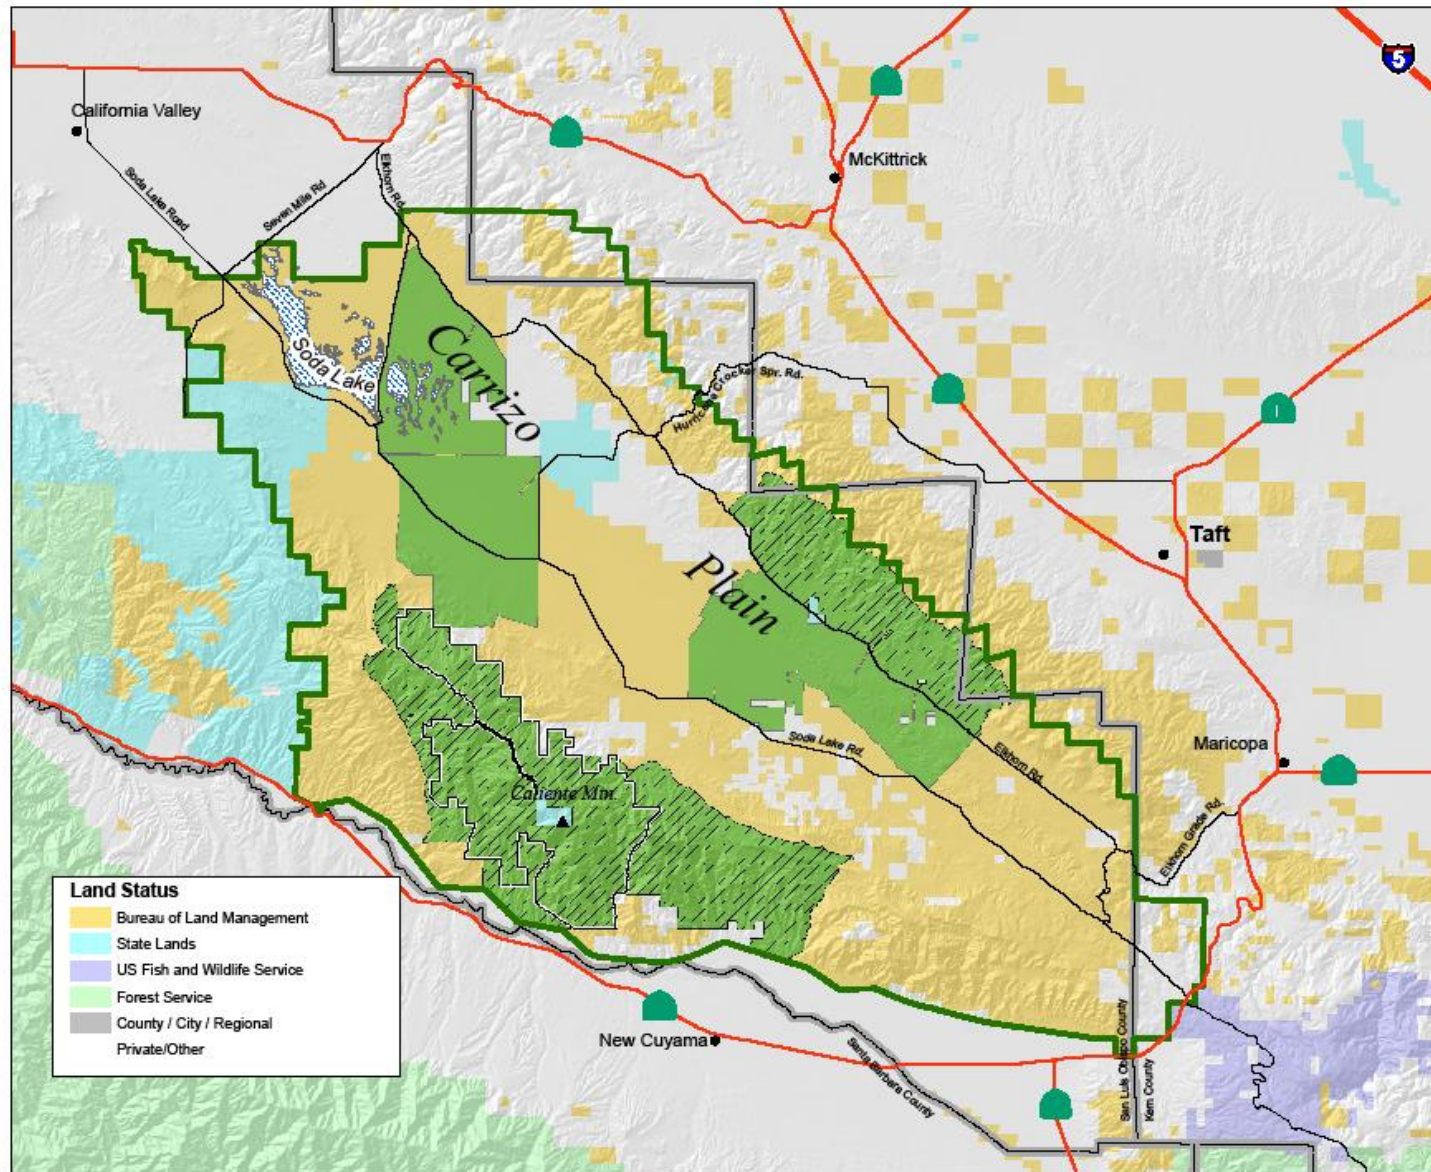 5
California Valley
McKittrick
Soda Lake Road
Seven Mile Rd
Elkhorn Rd.
Soda Lake
Carrizo
Hurricane Crocker Spr. Rd.
Plain
Taft
Soda Lake Rd.
Elkhorn Rd.
Maricopa
Caliente Mtn.
Elkhorn Grade Rd.
Land Status
Bureau of Land Management
State Lands
US Fish and Wildlife Service
Forest Service
County / City / Regional
Private/Other
New Cuyama
Santa Barbara County
San Luis Obispo County
Kern County